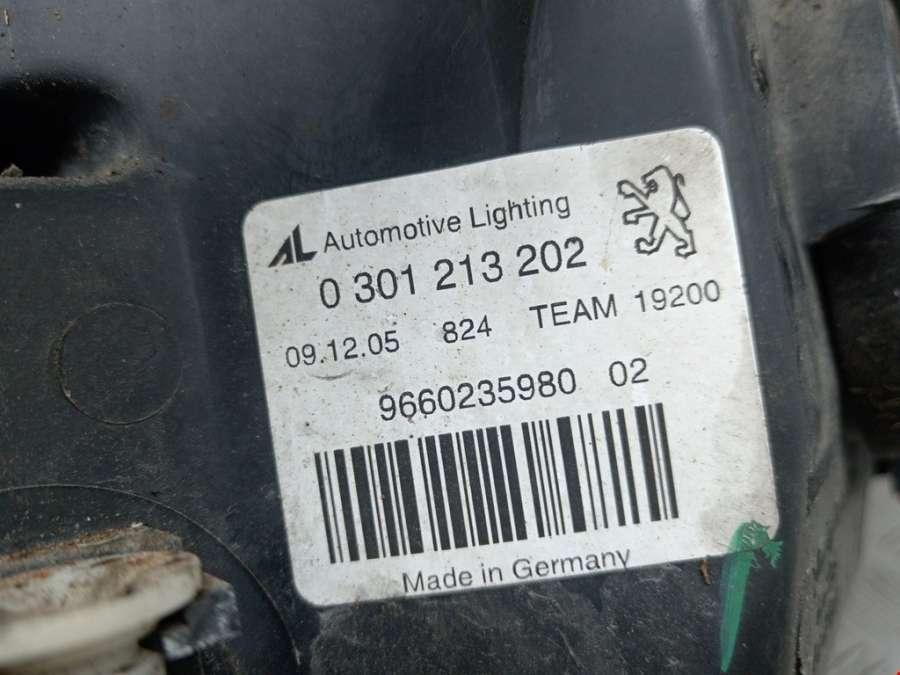 AL Automotive Lighting
0 301 213 202
09.12.05 824 TEAM 19200
9660235980 02
Made in Germany